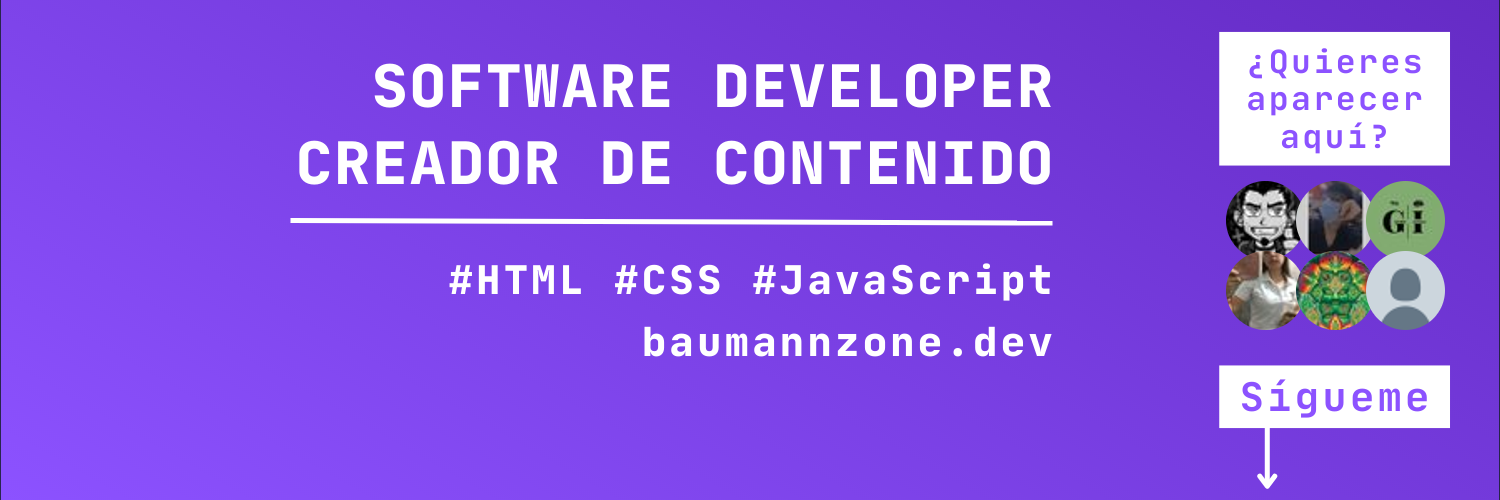 SOFTWARE DEVELOPER
CREADOR DE CONTENIDO
#HTML #CSS #JavaScript
baumannzone.dev
¿Quieres
aparecer
aquí?
G I
Sígueme